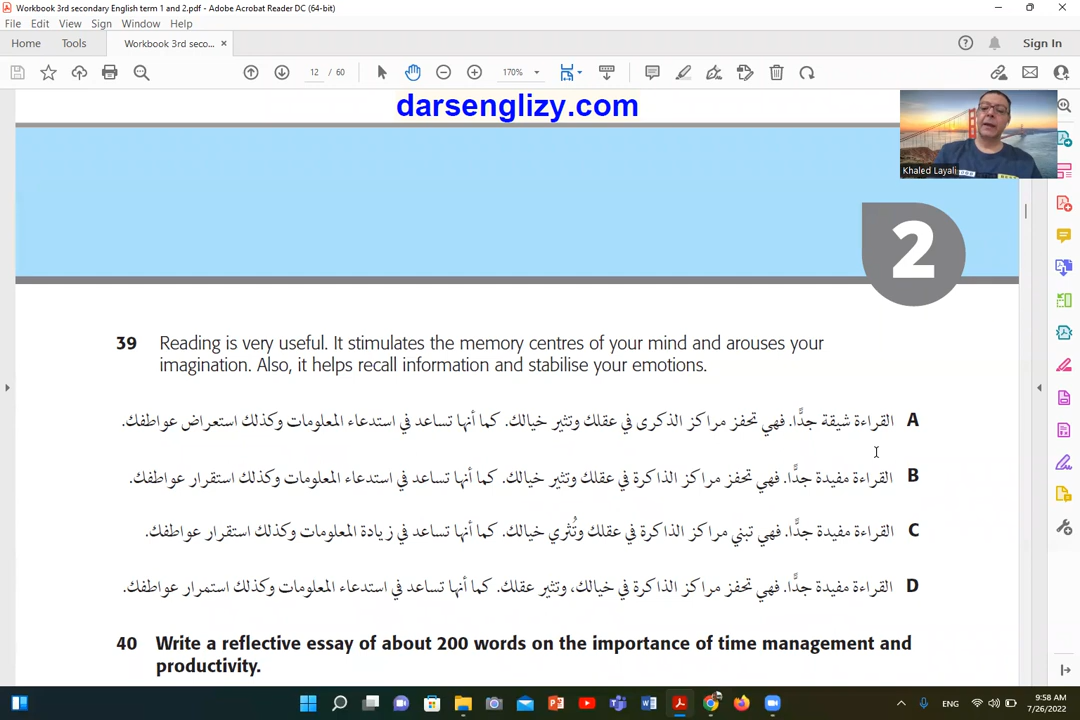 Workbook 3rd secondary English term 1 and 2.pdf - Adobe Acrobat Reader DC (64-bit)
File Edit View Sign Window Help
Home Tools Workbook 3rd seco... × Sign In
12 / 60 170%
darsenglizy.com
Khaled Layali
2
39 Reading is very useful. It stimulates the memory centres of your mind and arouses your
imagination. Also, it helps recall information and stabilise your emotions.
A القراءة شيقة جدًّا. فهي تحفز مراكز الذكرى في عقلك وتثير خيالك. كما أنها تساعد في استدعاء المعلومات وكذلك استعراض عواطفك.
B القراءة مفيدة جدًّا. فهي تحفز مراكز الذاكرة في عقلك وتثير خيالك. كما أنها تساعد في استدعاء المعلومات وكذلك استقرار عواطفك.
C القراءة مفيدة جدًّا. فهي تبني مراكز الذاكرة في عقلك وتُثري خيالك. كما أنها تساعد في زيادة المعلومات وكذلك استقرار عواطفك.
D القراءة مفيدة جدًّا. فهي تحفز مراكز الذاكرة في خيالك، وتثير عقلك. كما أنها تساعد في استدعاء المعلومات وكذلك استمرار عواطفك.
40 Write a reflective essay of about 200 words on the importance of time management and
productivity.
ENG 9:58 AM
7/26/2022